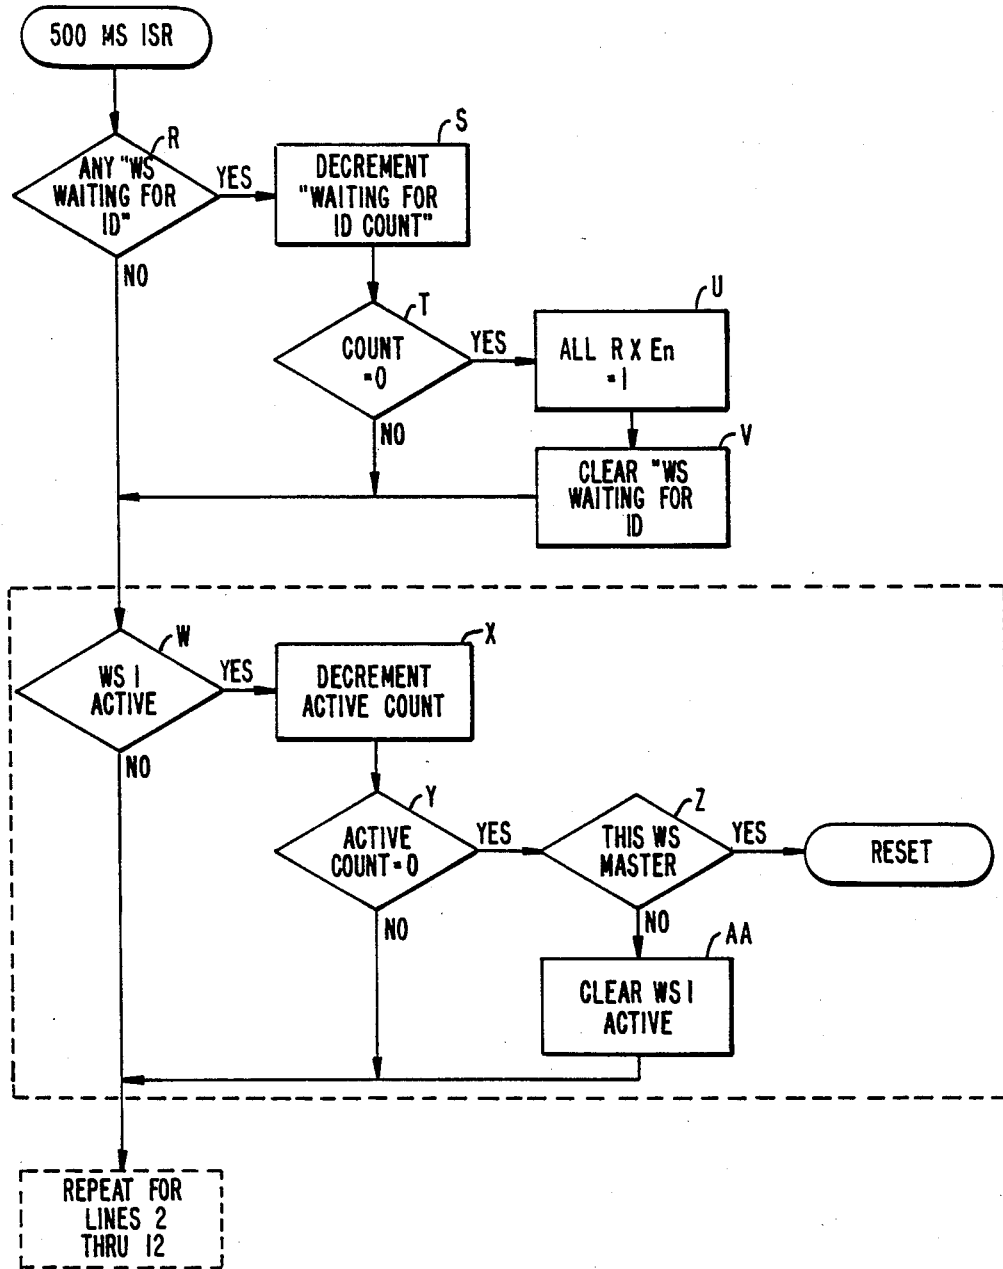 500 MS ISR
R
ANY "WS
WAITING FOR
ID"
YES
NO
S
DECREMENT
"WAITING FOR
ID COUNT"
T
COUNT
=0
YES
NO
U
ALL RX En
=1
V
CLEAR "WS
WAITING FOR
ID
W
WS 1
ACTIVE
YES
NO
X
DECREMENT
ACTIVE COUNT
Y
ACTIVE
COUNT=0
YES
NO
Z
THIS WS
MASTER
YES
NO
RESET
AA
CLEAR WS 1
ACTIVE
REPEAT FOR
LINES 2
THRU 12